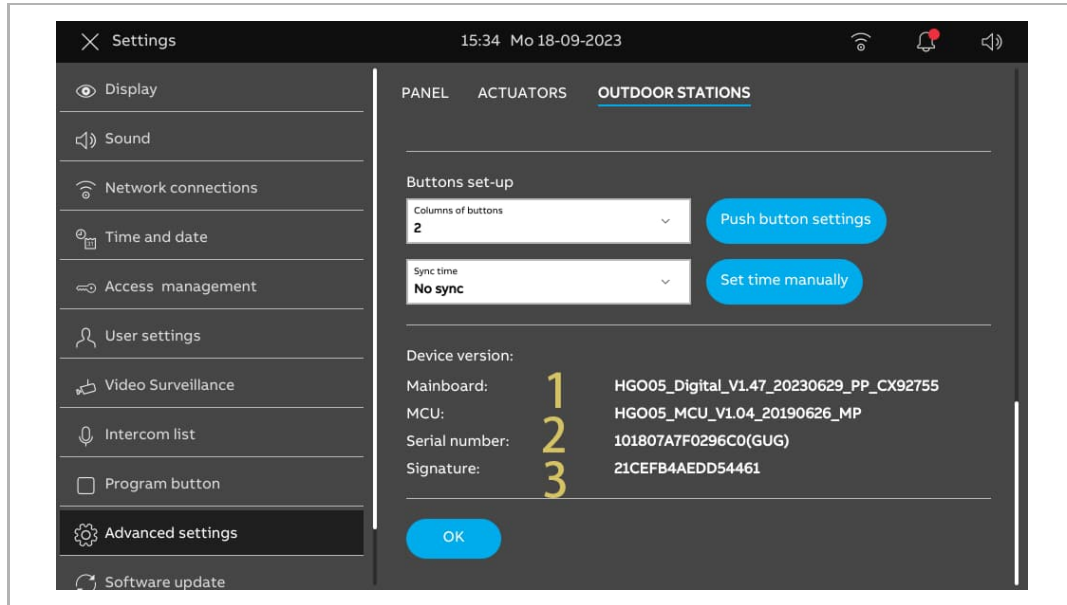 Settings
15:34 Mo 18-09-2023
Display
Sound
Network connections
Time and date
Access management
User settings
Video Surveillance
Intercom list
Program button
Advanced settings
Software update
PANEL ACTUATORS OUTDOOR STATIONS
Buttons set-up
Columns of buttons
2
Push button settings
Sync time
No sync
Set time manually
Device version:
Mainboard: 1 HGO05_Digital_V1.47_20230629_PP_CX92755
MCU: HGO05_MCU_V1.04_20190626_MP
Serial number: 2 101807A7F0296C0(GUG)
Signature: 3 21CEFB4AEDD54461
OK